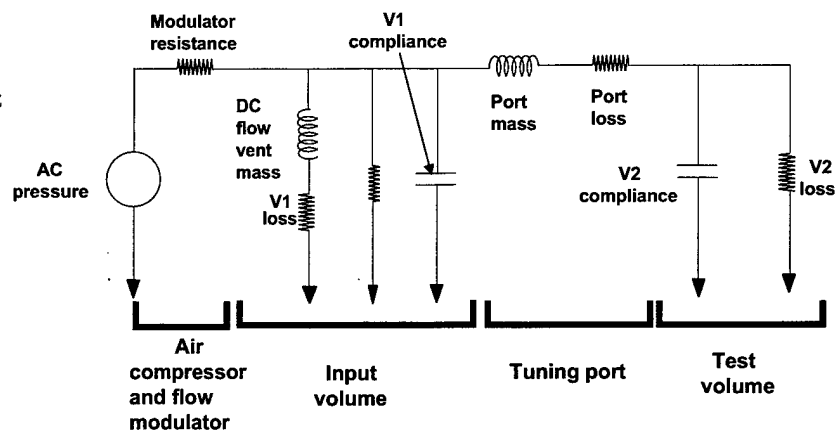 Modulator
resistance
V1
compliance
DC
flow
vent
mass
V1
loss
AC
pressure
Port
mass
Port
loss
V2
compliance
V2
loss
Air
compressor
and flow
modulator
Input
volume
Tuning port
Test
volume